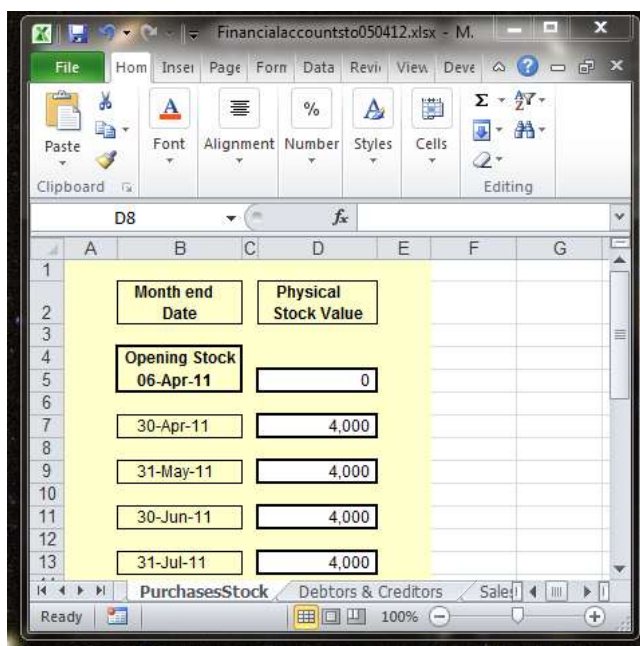 Financialaccountsto050412.xlsx - M.
File Hom Inser Page Form Data Revi View Deve
Paste Font Alignment Number Styles Cells
Clipboard Editing
D8 fx
A B C D E F G
1
2 Month end Date Physical Stock Value
3
4 Opening Stock
5 06-Apr-11 0
6
7 30-Apr-11 4,000
8
9 31-May-11 4,000
10
11 30-Jun-11 4,000
12
13 31-Jul-11 4,000
PurchasesStock Debtors & Creditors Sales
Ready 100%